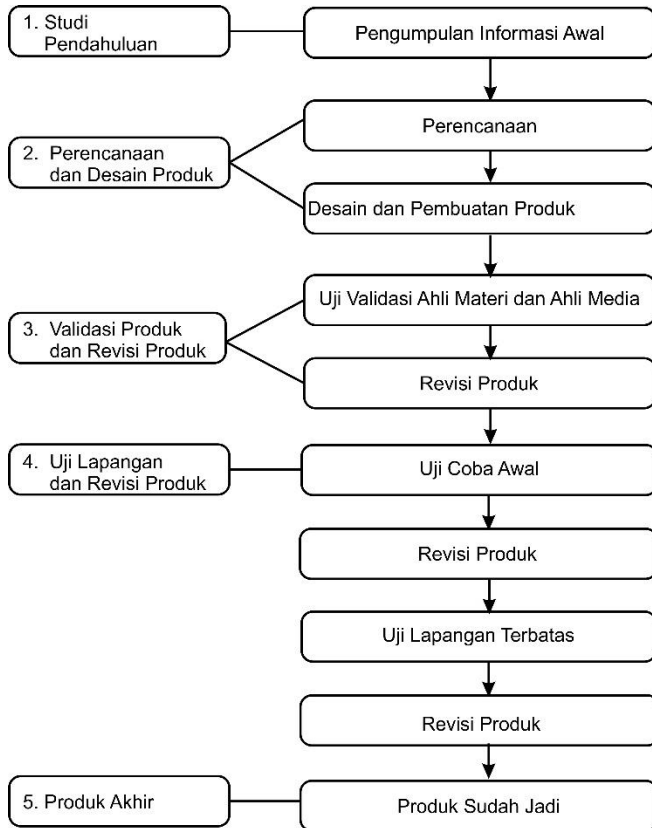 1. Studi
Pendahuluan
Pengumpulan Informasi Awal
2. Perencanaan
dan Desain Produk
Perencanaan
Desain dan Pembuatan Produk
3. Validasi Produk
dan Revisi Produk
Uji Validasi Ahli Materi dan Ahli Media
Revisi Produk
4. Uji Lapangan
dan Revisi Produk
Uji Coba Awal
Revisi Produk
Uji Lapangan Terbatas
Revisi Produk
5. Produk Akhir
Produk Sudah Jadi